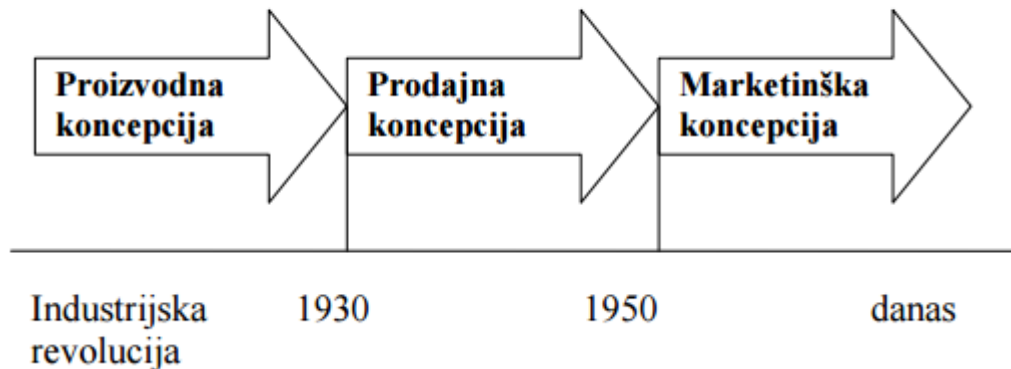 Proizvodna
koncepcija
Prodajna
koncepcija
Marketinška
koncepcija
Industrijska
revolucija
1930
1950
danas